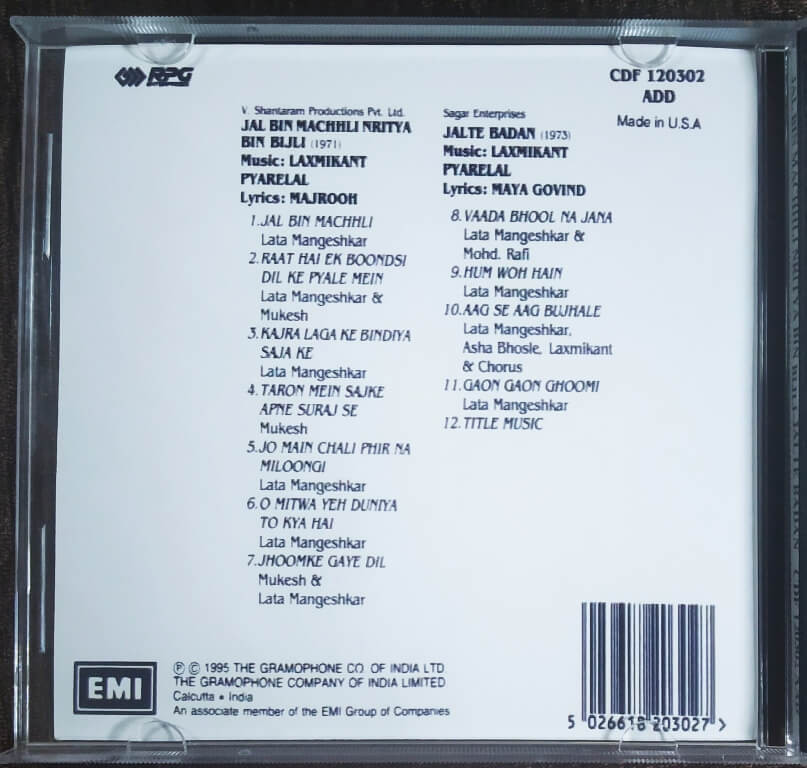 RPG
CDF 120302
ADD
Made in U.S.A
V. Shantaram Productions Pvt. Ltd.
JAL BIN MACHHLI NRITYA
BIN BIJLI (1971)
Music: LAXMIKANT
PYARELAL
Lyrics: MAJROOH
1. JAL BIN MACHHLI
Lata Mangeshkar
2. RAAT HAI EK BOONDSI
DIL KE PYALE MEIN
Lata Mangeshkar &
Mukesh
3. KAJRA LAGA KE BINDIYA
SAJA KE
Lata Mangeshkar
4. TARON MEIN SAJKE
APNE SURAJ SE
Mukesh
5. JO MAIN CHALI PHIR NA
MILOONGI
Lata Mangeshkar
6. O MITWA YEH DUNIYA
TO KYA HAI
Lata Mangeshkar
7. JHOOMKE GAYE DIL
Mukesh &
Lata Mangeshkar
Sagar Enterprises
JALTE BADAN (1973)
Music: LAXMIKANT
PYARELAL
Lyrics: MAYA GOVIND
8. VAADA BHOOL NA JANA
Lata Mangeshkar &
Mohd. Rafi
9. HUM WOH HAIN
Lata Mangeshkar
10. AAG SE AAG BUJHALE
Lata Mangeshkar,
Asha Bhosle, Laxmikant
& Chorus
11. GAON GAON GHOOMI
Lata Mangeshkar
12. TITLE MUSIC
EMI
℗ © 1995 THE GRAMOPHONE CO. OF INDIA LTD
THE GRAMOPHONE COMPANY OF INDIA LIMITED
Calcutta • India
An associate member of the EMI Group of Companies
5 026618 203027 >